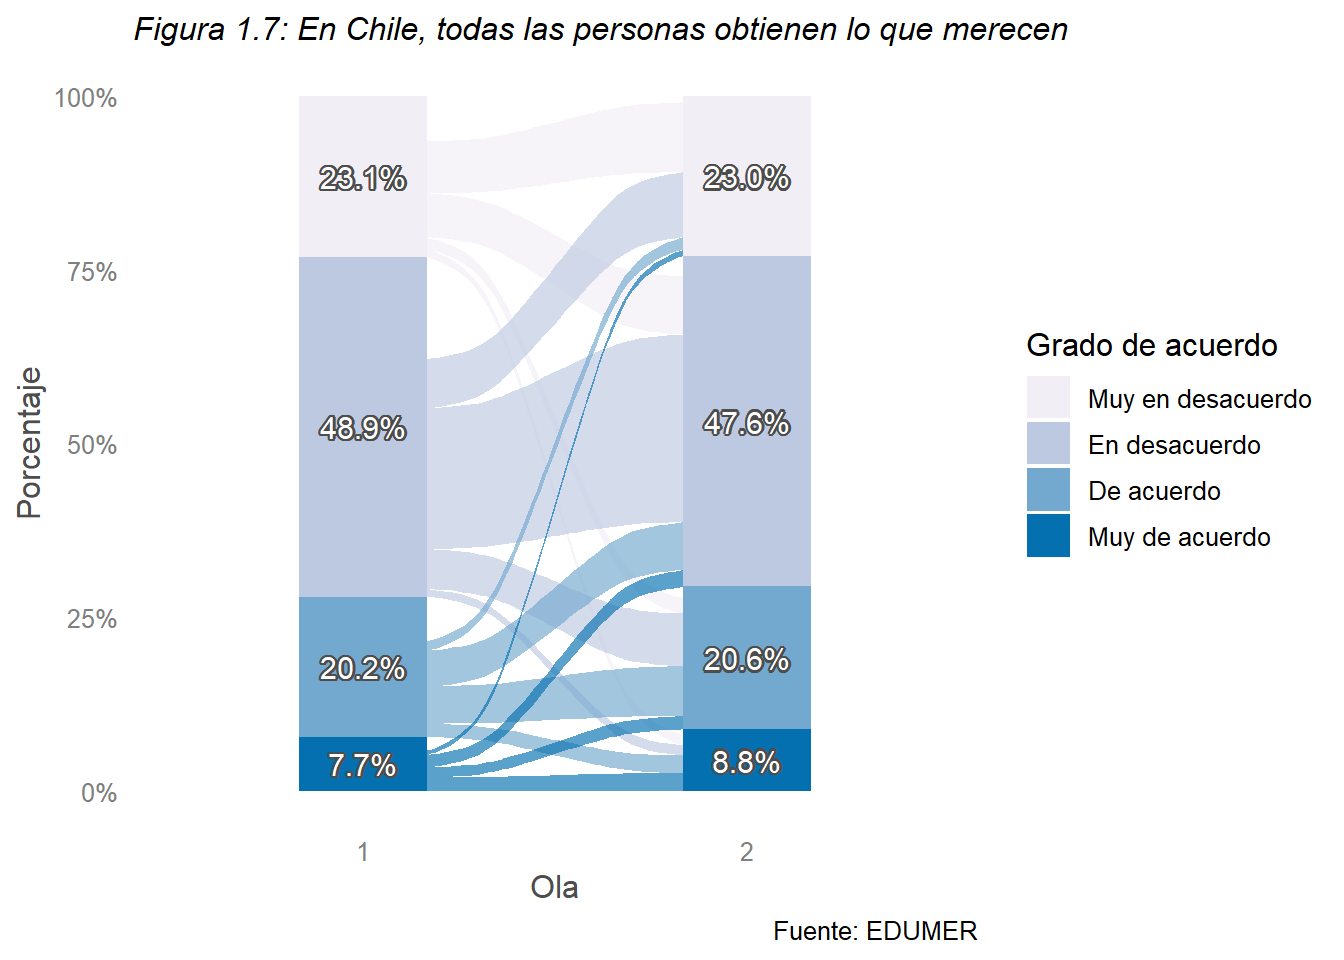 Figura 1.7: En Chile, todas las personas obtienen lo que merecen
100%
75%
50%
25%
0%
Porcentaje
23.1%
48.9%
20.2%
7.7%
23.0%
47.6%
20.6%
8.8%
1
2
Ola
Grado de acuerdo
Muy en desacuerdo
En desacuerdo
De acuerdo
Muy de acuerdo
Fuente: EDUMER